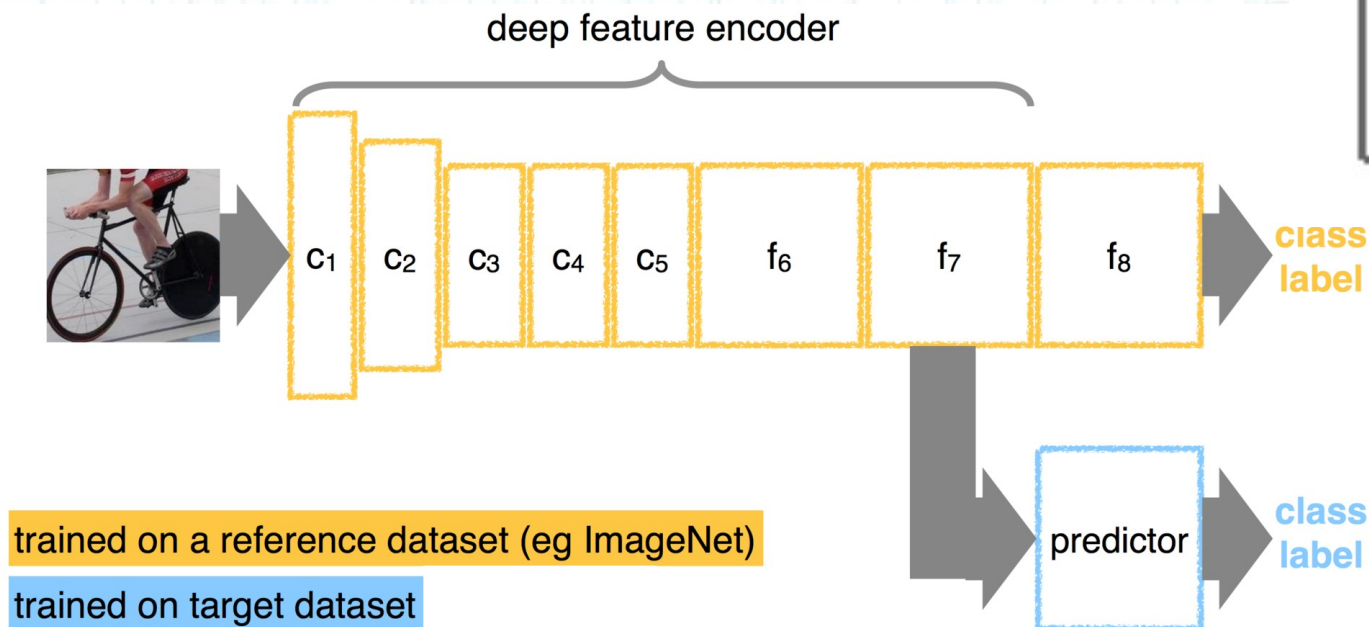 deep feature encoder
c1 c2 c3 c4 c5 f6 f7 f8
class
label
predictor
class
label
trained on a reference dataset (eg ImageNet)
trained on target dataset